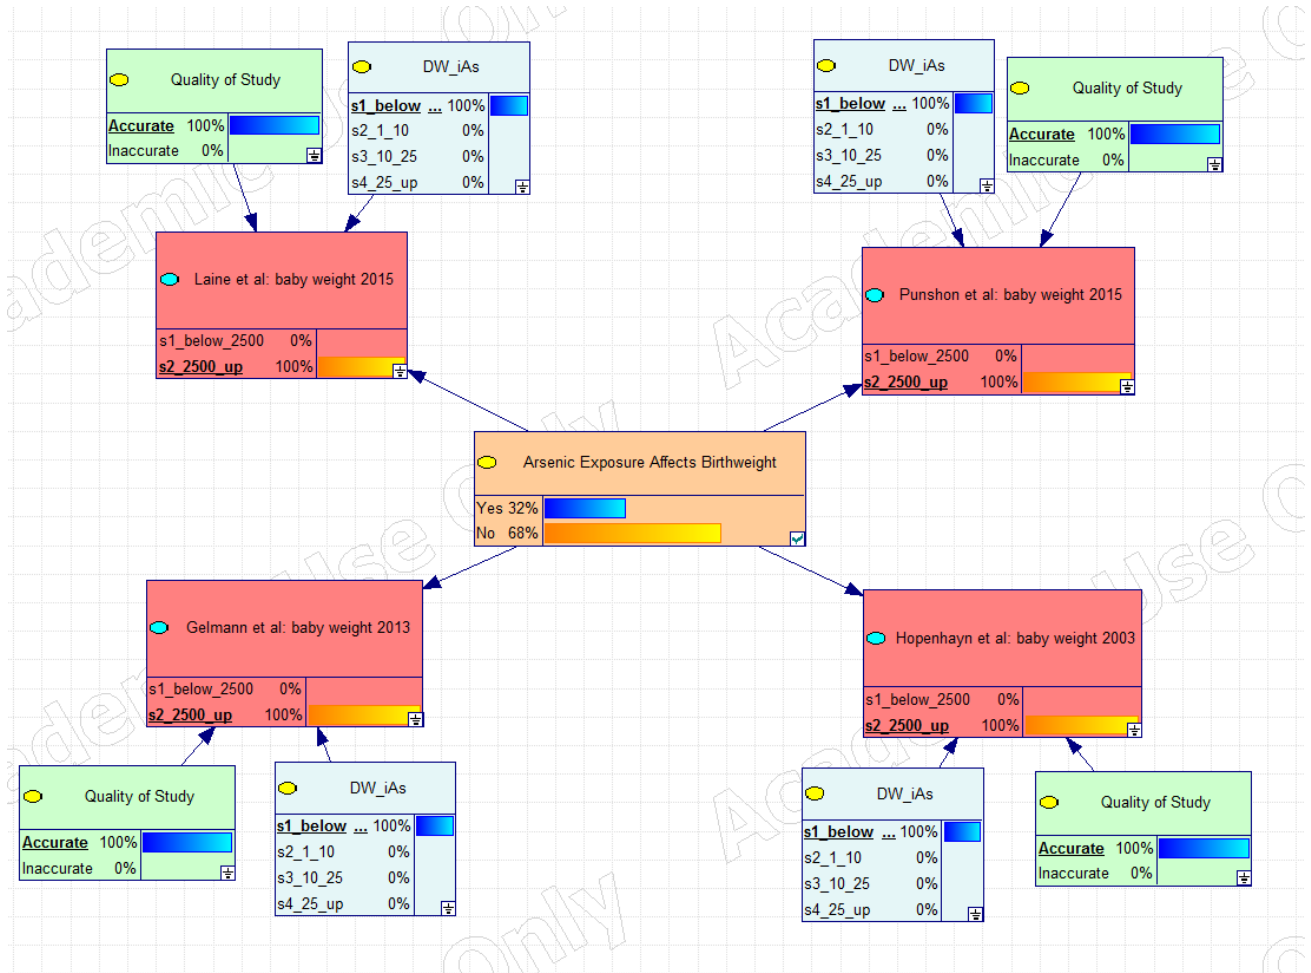 Quality of Study
Accurate 100%
Inaccurate 0%
DW_iAs
s1_below ... 100%
s2_1_10 0%
s3_10_25 0%
s4_25_up 0%
DW_iAs
s1_below ... 100%
s2_1_10 0%
s3_10_25 0%
s4_25_up 0%
Quality of Study
Accurate 100%
Inaccurate 0%
Laine et al: baby weight 2015
s1_below_2500 0%
s2_2500_up 100%
Punshon et al: baby weight 2015
s1_below_2500 0%
s2_2500_up 100%
Arsenic Exposure Affects Birthweight
Yes 32%
No 68%
Gelmann et al: baby weight 2013
s1_below_2500 0%
s2_2500_up 100%
Hopenhayn et al: baby weight 2003
s1_below_2500 0%
s2_2500_up 100%
Quality of Study
Accurate 100%
Inaccurate 0%
DW_iAs
s1_below ... 100%
s2_1_10 0%
s3_10_25 0%
s4_25_up 0%
DW_iAs
s1_below ... 100%
s2_1_10 0%
s3_10_25 0%
s4_25_up 0%
Quality of Study
Accurate 100%
Inaccurate 0%
Academic Use Only